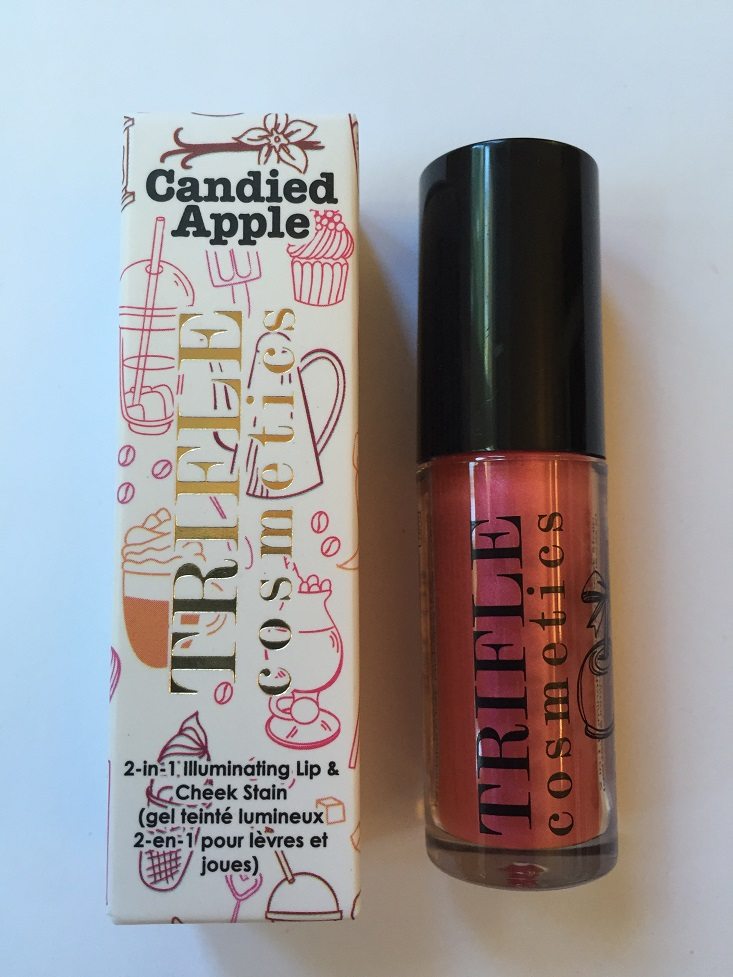 Candied
Apple
TRIFLE
cosmetics
2-in-1 Illuminating Lip &
Cheek Stain
(gel teinté lumineux
2-en-1 pour lèvres et
joues)
TRIFLE
cosmetics